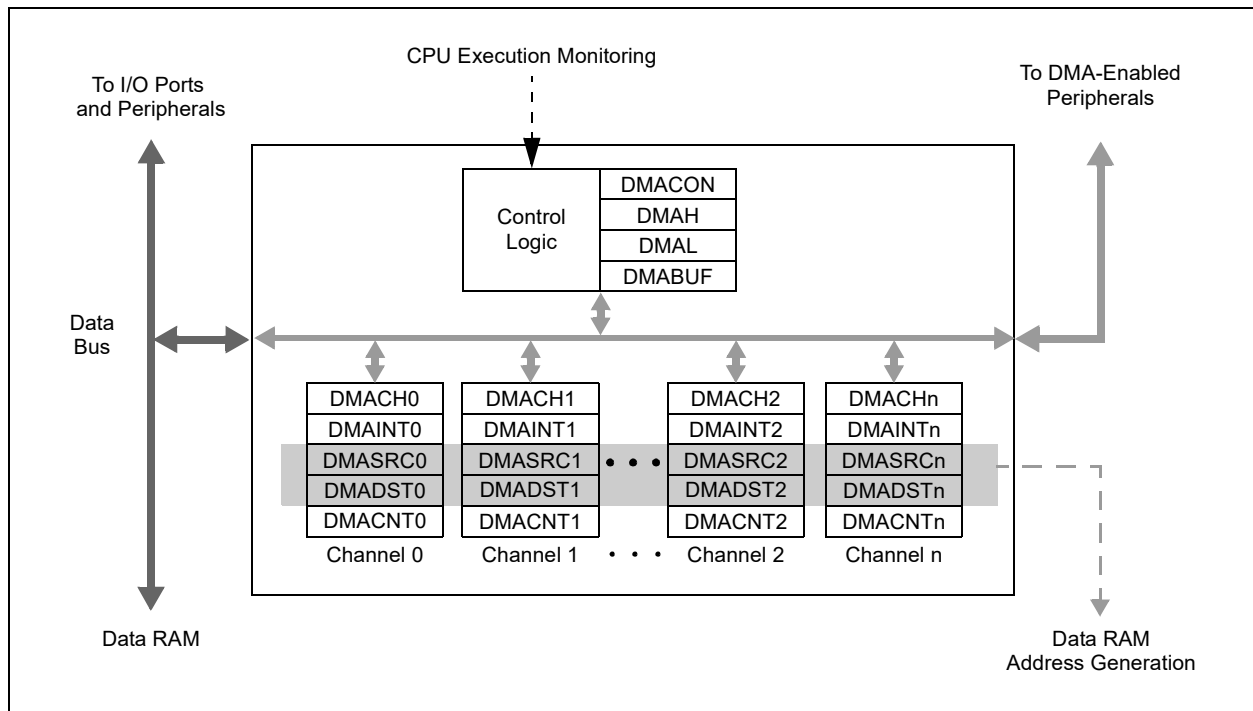 CPU Execution Monitoring
To I/O Ports
and Peripherals
To DMA-Enabled
Peripherals
Control
Logic
DMACON
DMAH
DMAL
DMABUF
Data
Bus
DMACH0
DMAINT0
DMASRC0
DMADST0
DMACNT0
Channel 0
DMACH1
DMAINT1
DMASRC1
DMADST1
DMACNT1
Channel 1
DMACH2
DMAINT2
DMASRC2
DMADST2
DMACNT2
Channel 2
DMACHn
DMAINTn
DMASRCn
DMADSTn
DMACNTn
Channel n
Data RAM
Data RAM
Address Generation